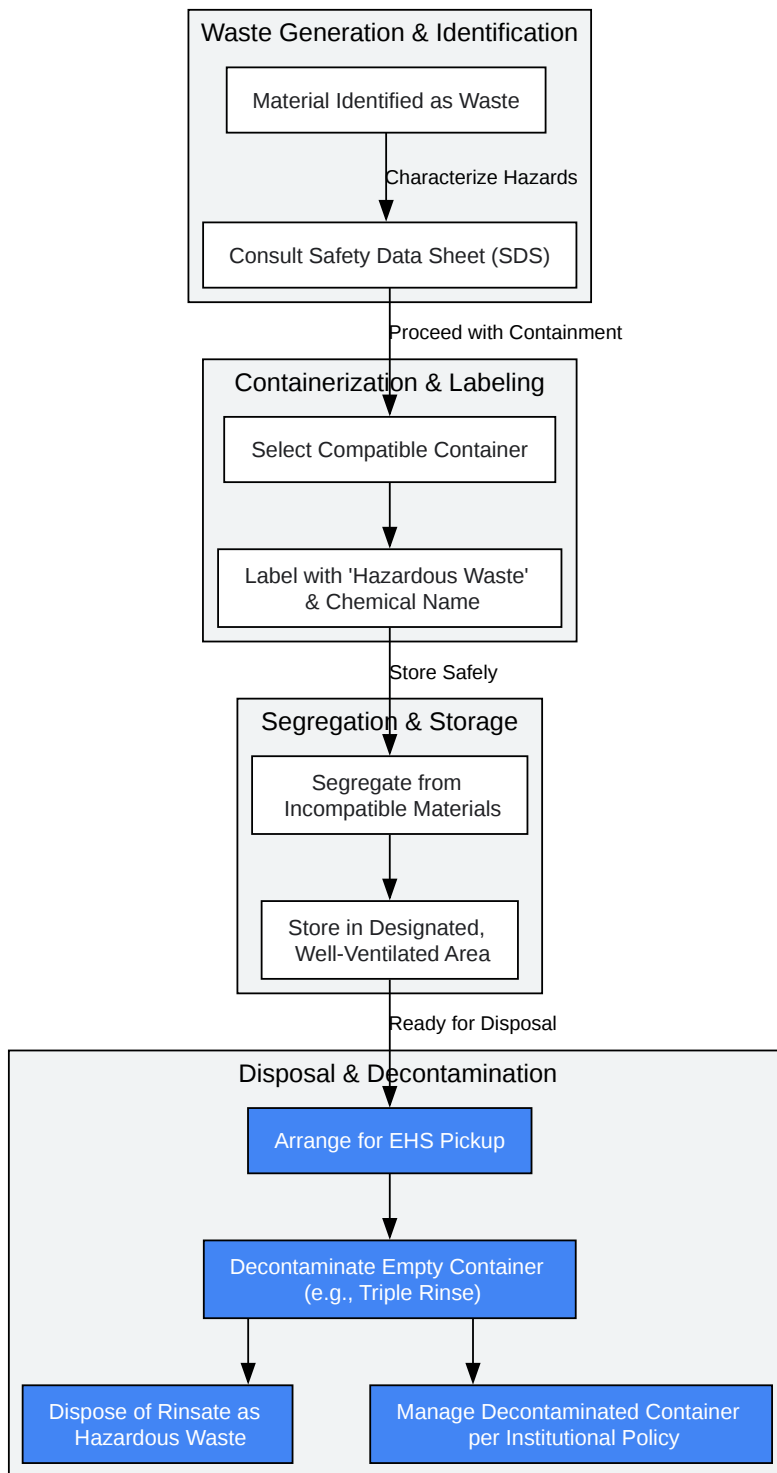 Waste Generation & Identification
Material Identified as Waste
Characterize Hazards
Consult Safety Data Sheet (SDS)
Proceed with Containment
Containerization & Labeling
Select Compatible Container
Label with 'Hazardous Waste'
& Chemical Name
Store Safely
Segregation & Storage
Segregate from
Incompatible Materials
Store in Designated,
Well-Ventilated Area
Ready for Disposal
Disposal & Decontamination
Arrange for EHS Pickup
Decontaminate Empty Container
(e.g., Triple Rinse)
Dispose of Rinsate as
Hazardous Waste
Manage Decontaminated Container
per Institutional Policy